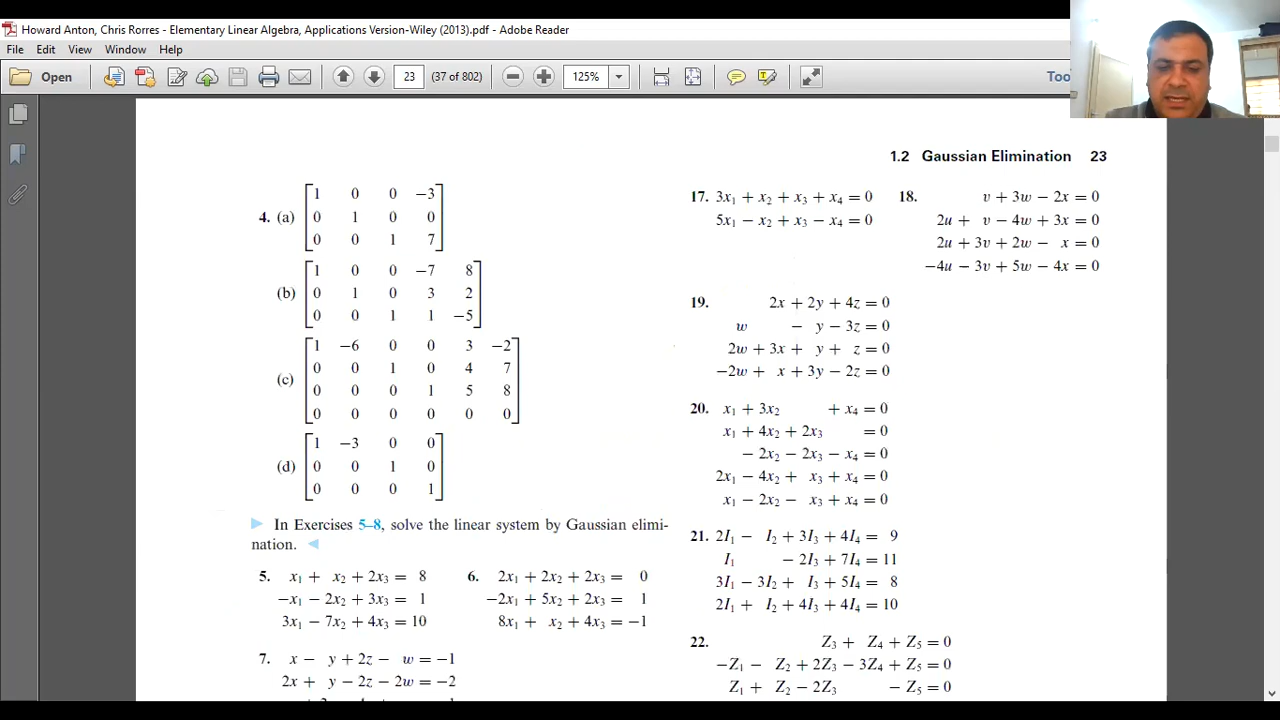 Howard Anton, Chris Rorres - Elementary Linear Algebra, Applications Version-Wiley (2013).pdf - Adobe Reader
File Edit View Window Help
Open 23 (37 of 802) 125% Too
1.2 Gaussian Elimination 23
4. (a)
1 0 0 −3
0 1 0 0
0 0 1 7
(b)
1 0 0 −7 8
0 1 0 3 2
0 0 1 1 −5
(c)
1 −6 0 0 3 −2
0 0 1 0 4 7
0 0 0 1 5 8
0 0 0 0 0 0
(d)
1 −3 0 0
0 0 1 0
0 0 0 1
In Exercises 5–8, solve the linear system by Gaussian elimi-
nation.
5. x1 + x2 + 2x3 = 8
−x1 − 2x2 + 3x3 = 1
3x1 − 7x2 + 4x3 = 10
6. 2x1 + 2x2 + 2x3 = 0
−2x1 + 5x2 + 2x3 = 1
8x1 + x2 + 4x3 = −1
7. x − y + 2z − w = −1
2x + y − 2z − 2w = −2
17. 3x1 + x2 + x3 + x4 = 0
5x1 − x2 + x3 − x4 = 0
18. v + 3w − 2x = 0
2u + v − 4w + 3x = 0
2u + 3v + 2w − x = 0
−4u − 3v + 5w − 4x = 0
19. 2x + 2y + 4z = 0
w − y − 3z = 0
2w + 3x + y + z = 0
−2w + x + 3y − 2z = 0
20. x1 + 3x2 + x4 = 0
x1 + 4x2 + 2x3 = 0
− 2x2 − 2x3 − x4 = 0
2x1 − 4x2 + x3 + x4 = 0
x1 − 2x2 − x3 + x4 = 0
21. 2I1 − I2 + 3I3 + 4I4 = 9
I1 − 2I3 + 7I4 = 11
3I1 − 3I2 + I3 + 5I4 = 8
2I1 + I2 + 4I3 + 4I4 = 10
22. Z3 + Z4 + Z5 = 0
−Z1 − Z2 + 2Z3 − 3Z4 + Z5 = 0
Z1 + Z2 − 2Z3 − Z5 = 0